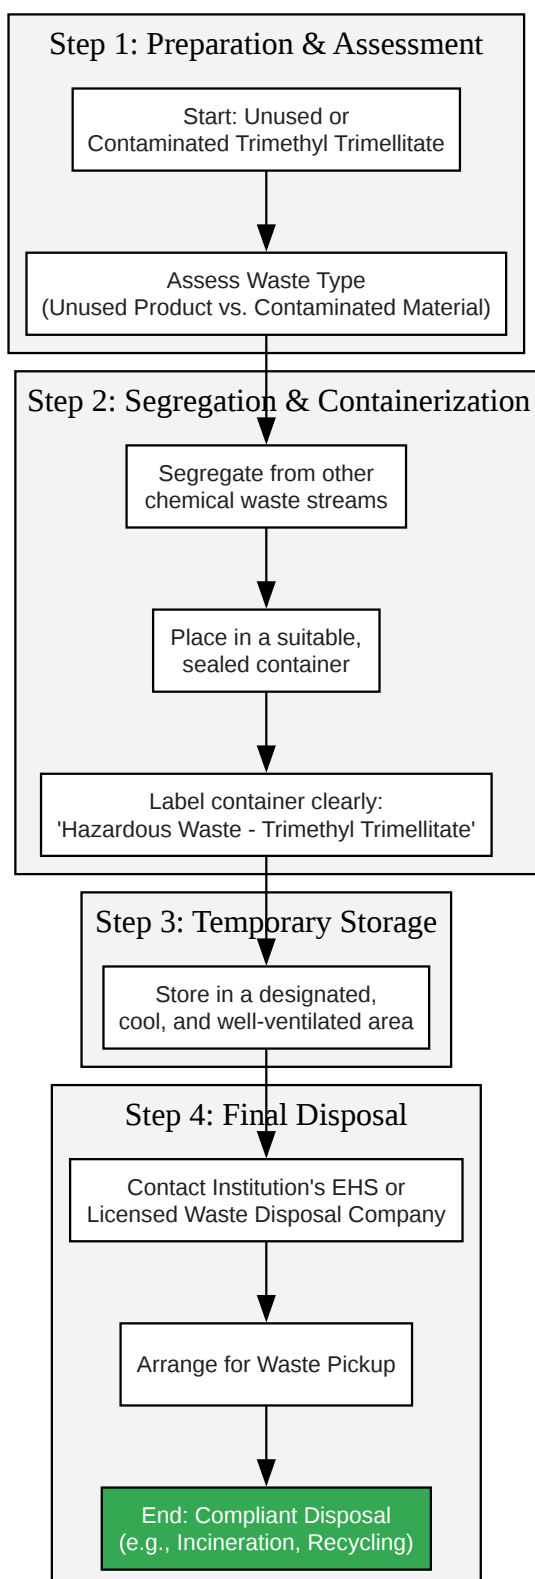 Step 1: Preparation & Assessment
Start: Unused or
Contaminated Trimethyl Trimellitate
Assess Waste Type
(Unused Product vs. Contaminated Material)
Step 2: Segregation & Containerization
Segregate from other
chemical waste streams
Place in a suitable,
sealed container
Label container clearly:
'Hazardous Waste - Trimethyl Trimellitate'
Step 3: Temporary Storage
Store in a designated,
cool, and well-ventilated area
Step 4: Final Disposal
Contact Institution's EHS or
Licensed Waste Disposal Company
Arrange for Waste Pickup
End: Compliant Disposal
(e.g., Incineration, Recycling)